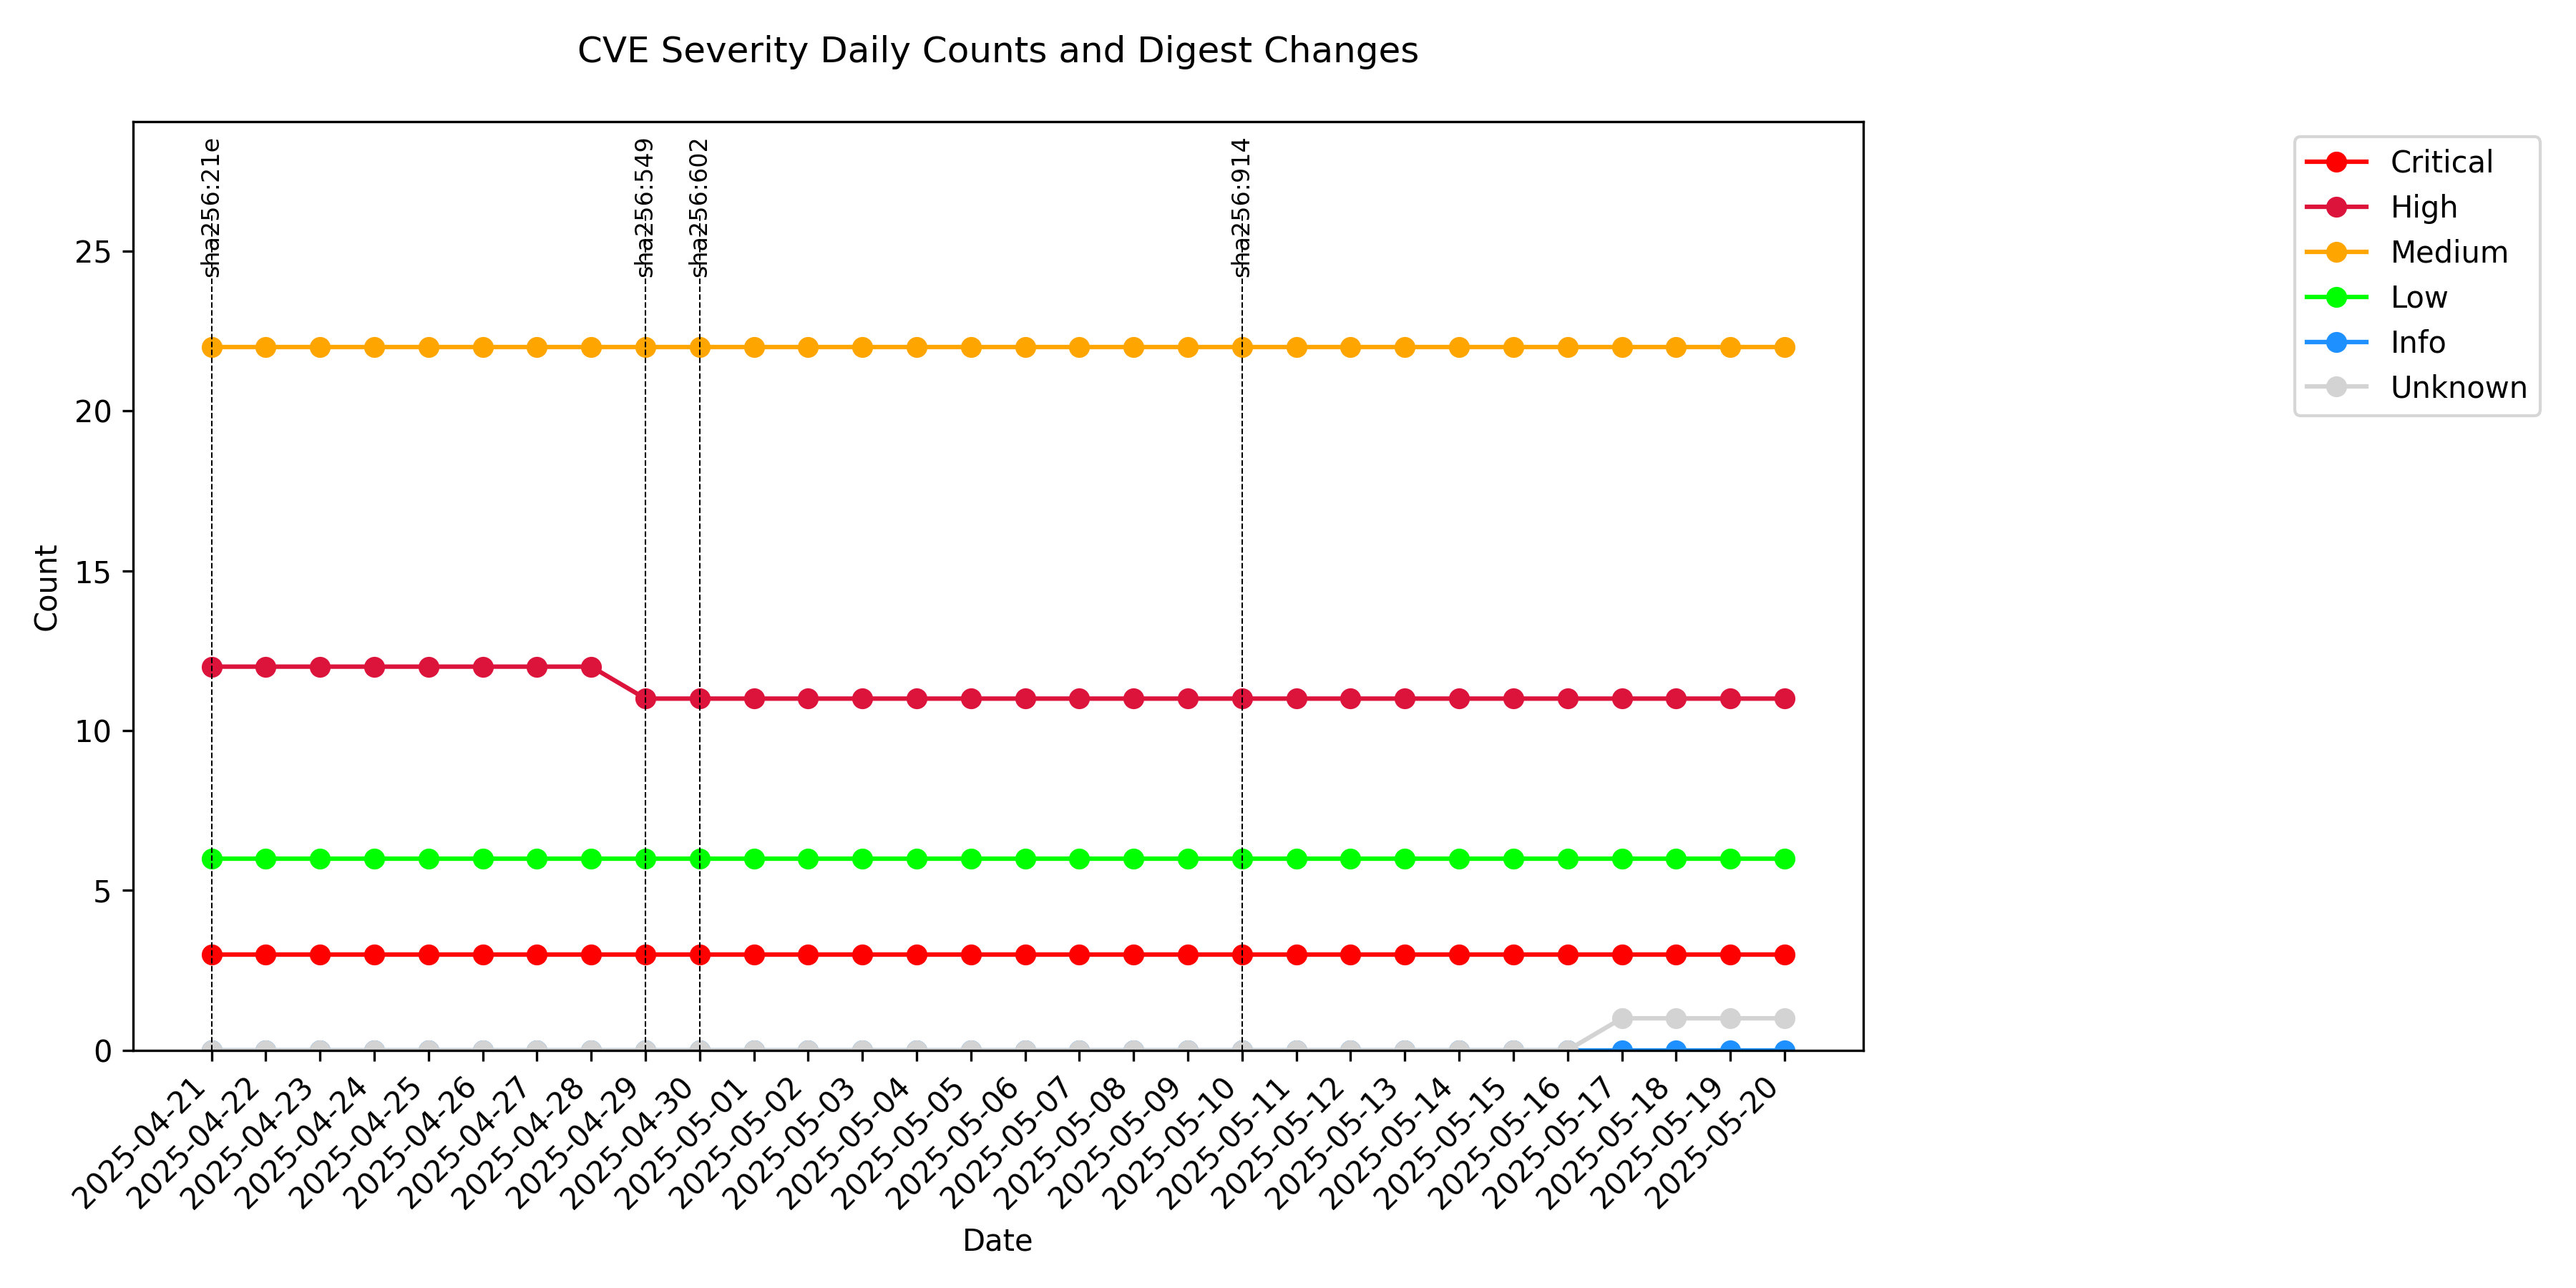 CVE Severity Daily Counts and Digest Changes
sha256:21e
sha256:549
sha256:602
sha256:914
Critical
High
Medium
Low
Info
Unknown
Count
25
20
15
10
5
0
2025-04-21
2025-04-22
2025-04-23
2025-04-24
2025-04-25
2025-04-26
2025-04-27
2025-04-28
2025-04-29
2025-04-30
2025-05-01
2025-05-02
2025-05-03
2025-05-04
2025-05-05
2025-05-06
2025-05-07
2025-05-08
2025-05-09
2025-05-10
2025-05-11
2025-05-12
2025-05-13
2025-05-14
2025-05-15
2025-05-16
2025-05-17
2025-05-18
2025-05-19
2025-05-20
Date